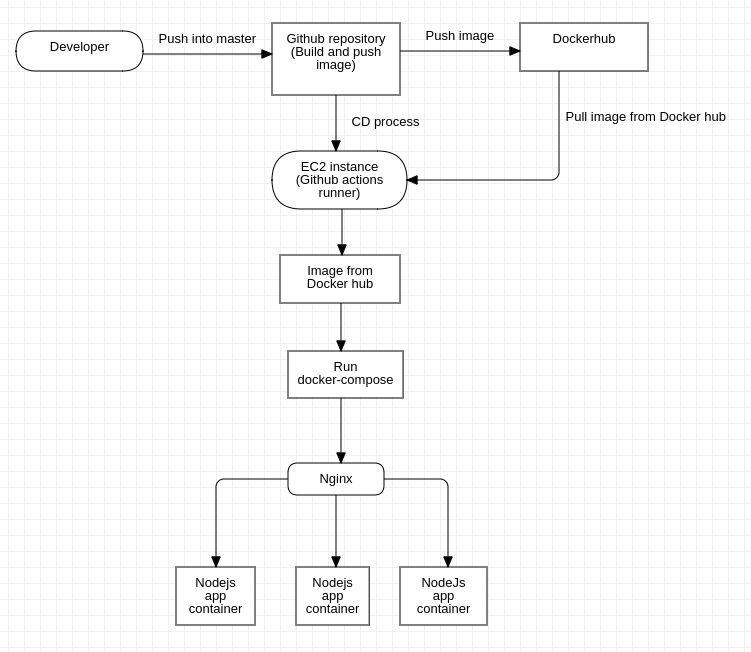 Developer
Push into master
Github repository
(Build and push
image)
Push image
Dockerhub
CD process
Pull image from Docker hub
EC2 instance
(Github actions
runner)
Image from
Docker hub
Run
docker-compose
Nginx
Nodejs
app
container
Nodejs
app
container
NodeJs
app
container